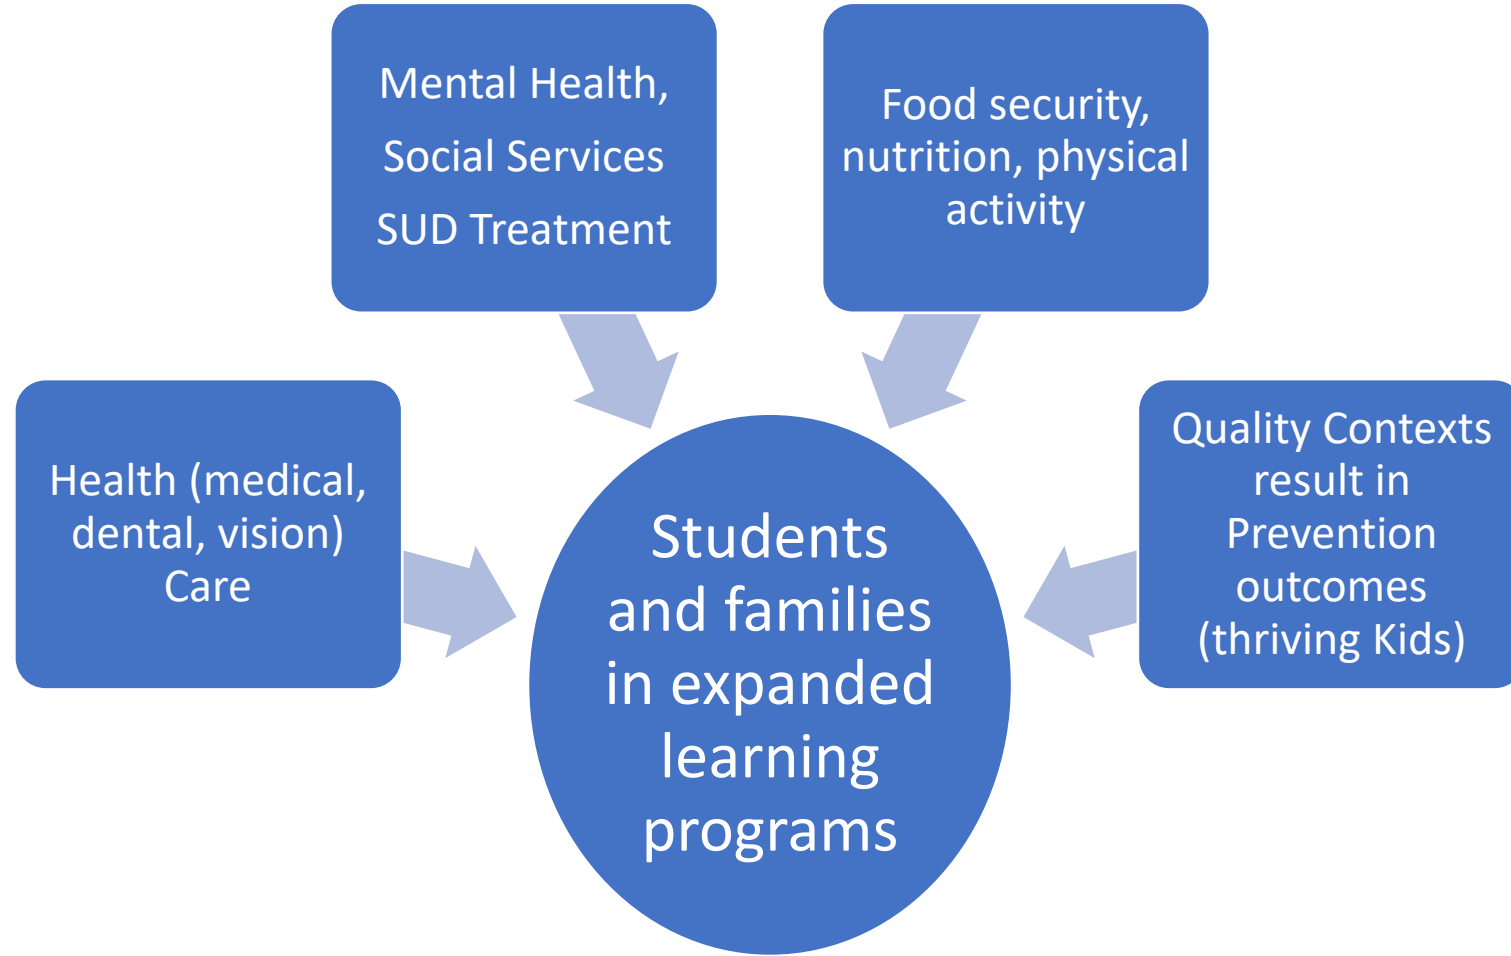 Mental Health,
Social Services
SUD Treatment
Food security,
nutrition, physical
activity
Health (medical,
dental, vision)
Care
Quality Contexts
result in
Prevention
outcomes
(thriving Kids)
Students
and families
in expanded
learning
programs